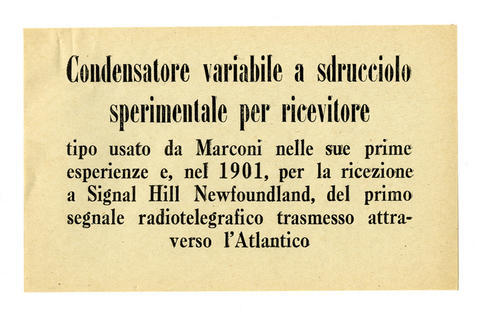 Condensatore variabile a sdrucciolo
sperimentale per ricevitore
tipo usato da Marconi nelle sue prime
esperienze e, nel 1901, per la ricezione
a Signal Hill Newfoundland, del primo
segnale radiotelegrafico trasmesso attra-
verso l'Atlantico